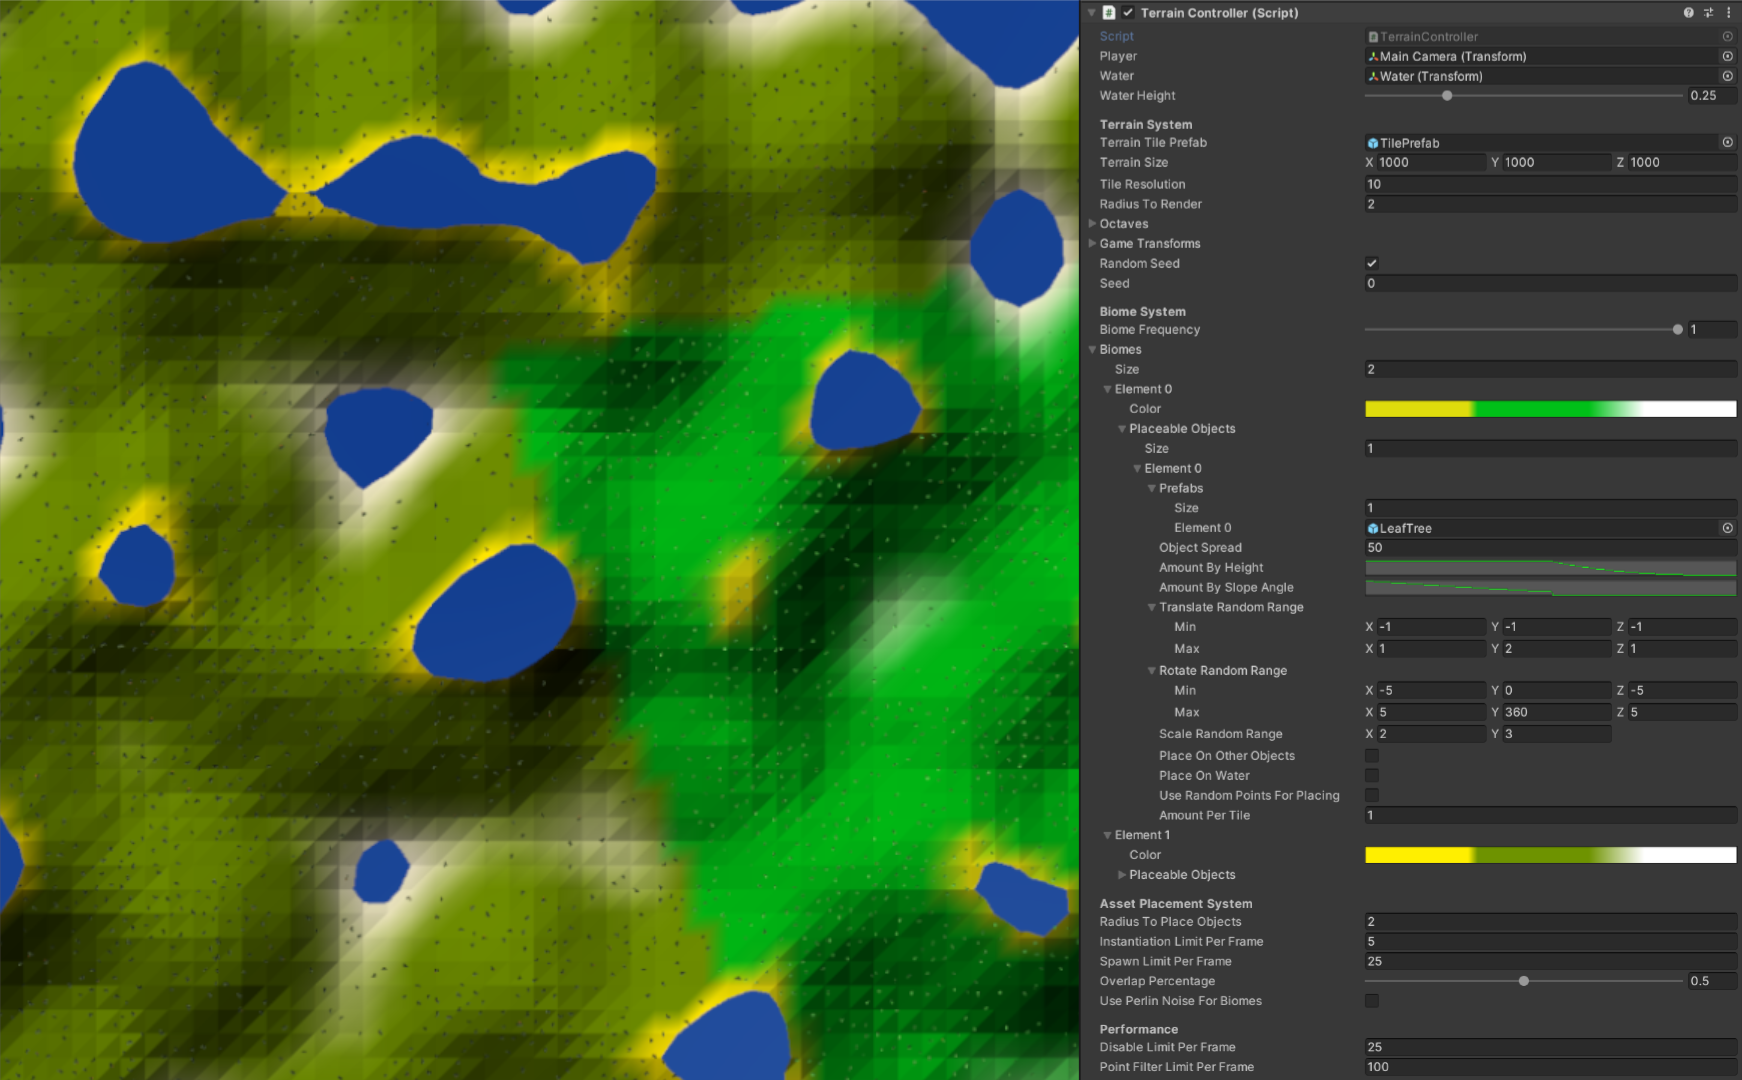 Terrain Controller (Script)
Script TerrainController
Player Main Camera (Transform)
Water Water (Transform)
Water Height 0.25
Terrain System
Terrain Tile Prefab TilePrefab
Terrain Size X 1000 Y 1000 Z 1000
Tile Resolution 10
Radius To Render 2
Octaves
Game Transforms
Random Seed
Seed 0
Biome System
Biome Frequency 1
Biomes
Size 2
Element 0
Color
Placeable Objects
Size 1
Element 0
Prefabs
Size 1
Element 0 LeafTree
Object Spread 50
Amount By Height
Amount By Slope Angle
Translate Random Range
Min X -1 Y -1 Z -1
Max X 1 Y 2 Z 1
Rotate Random Range
Min X -5 Y 0 Z -5
Max X 5 Y 360 Z 5
Scale Random Range X 2 Y 3
Place On Other Objects
Place On Water
Use Random Points For Placing
Amount Per Tile 1
Element 1
Color
Placeable Objects
Asset Placement System
Radius To Place Objects 2
Instantiation Limit Per Frame 5
Spawn Limit Per Frame 25
Overlap Percentage 0.5
Use Perlin Noise For Biomes
Performance
Disable Limit Per Frame 25
Point Filter Limit Per Frame 100